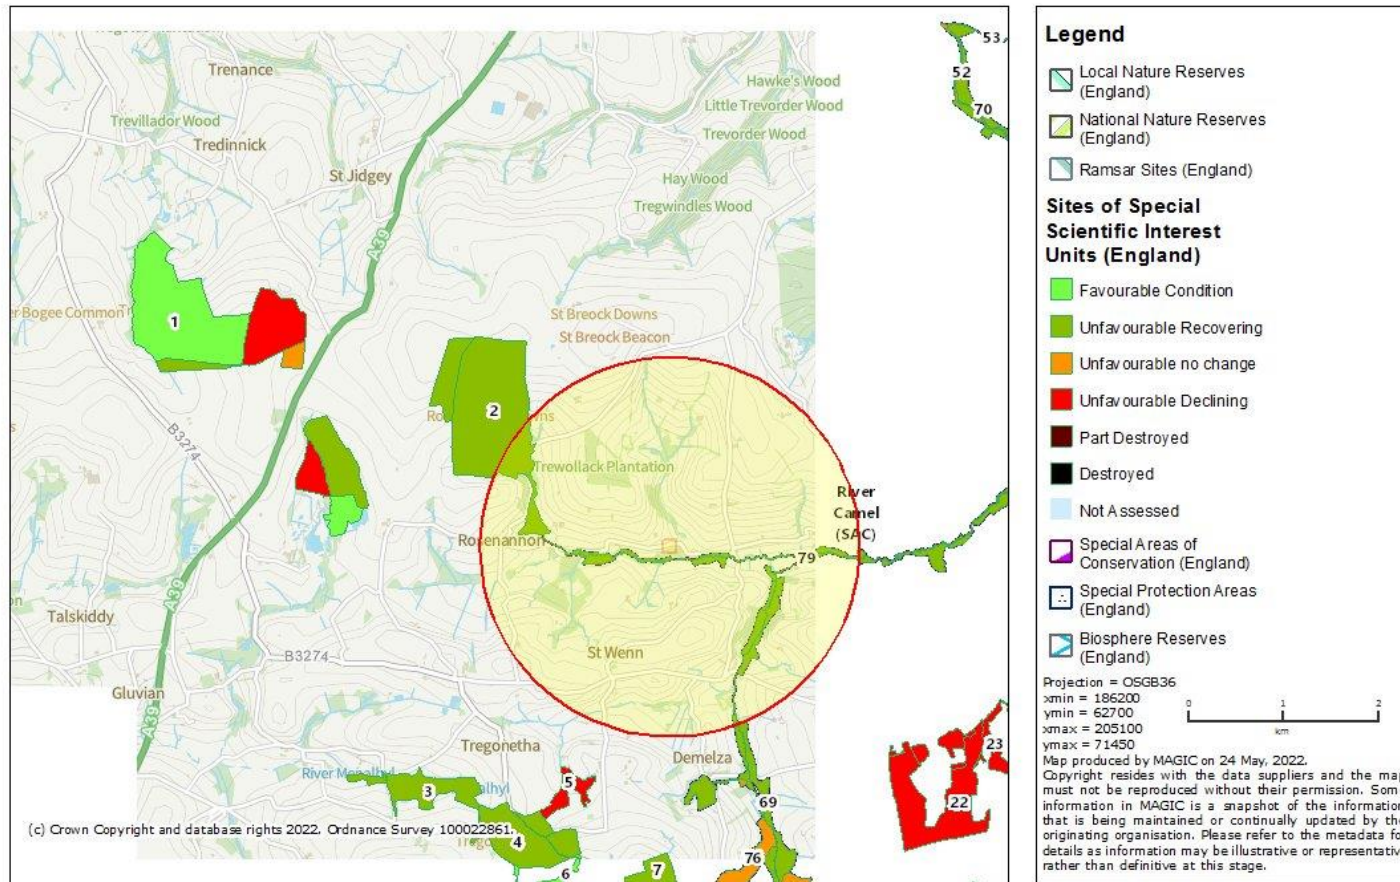 Trenance
Hawke's Wood
Little Trevorder Wood
Trevillador Wood
Tredinnick
Trevorder Wood
St Jidgey
Hay Wood
Tregwindles Wood
A39
er Bogee Common
1
St Breock Downs
St Breock Beacon
2
B3274
Trewollack Plantation
River
Camel
(SAC)
Rosenannon
79
A39
Talskiddy
St Wenn
B3274
Gluvian
A39
Tregonetha
Demelza
River Menalhyl
3
5
69
4
6
7
76
22
23
52
53
70
(c) Crown Copyright and database rights 2022. Ordnance Survey 100022861.
Legend
Local Nature Reserves
(England)
National Nature Reserves
(England)
Ramsar Sites (England)
Sites of Special
Scientific Interest
Units (England)
Favourable Condition
Unfavourable Recovering
Unfavourable no change
Unfavourable Declining
Part Destroyed
Destroyed
Not Assessed
Special Areas of
Conservation (England)
Special Protection Areas
(England)
Biosphere Reserves
(England)
Projection = OSGB36
xmin = 186200
ymin = 62700
xmax = 205100
ymax = 71450
0 1 2
km
Map produced by MAGIC on 24 May, 2022.
Copyright resides with the data suppliers and the map
must not be reproduced without their permission. Som
information in MAGIC is a snapshot of the information
that is being maintained or continually updated by the
originating organisation. Please refer to the metadata fo
details as information may be illustrative or representativ
rather than definitive at this stage.